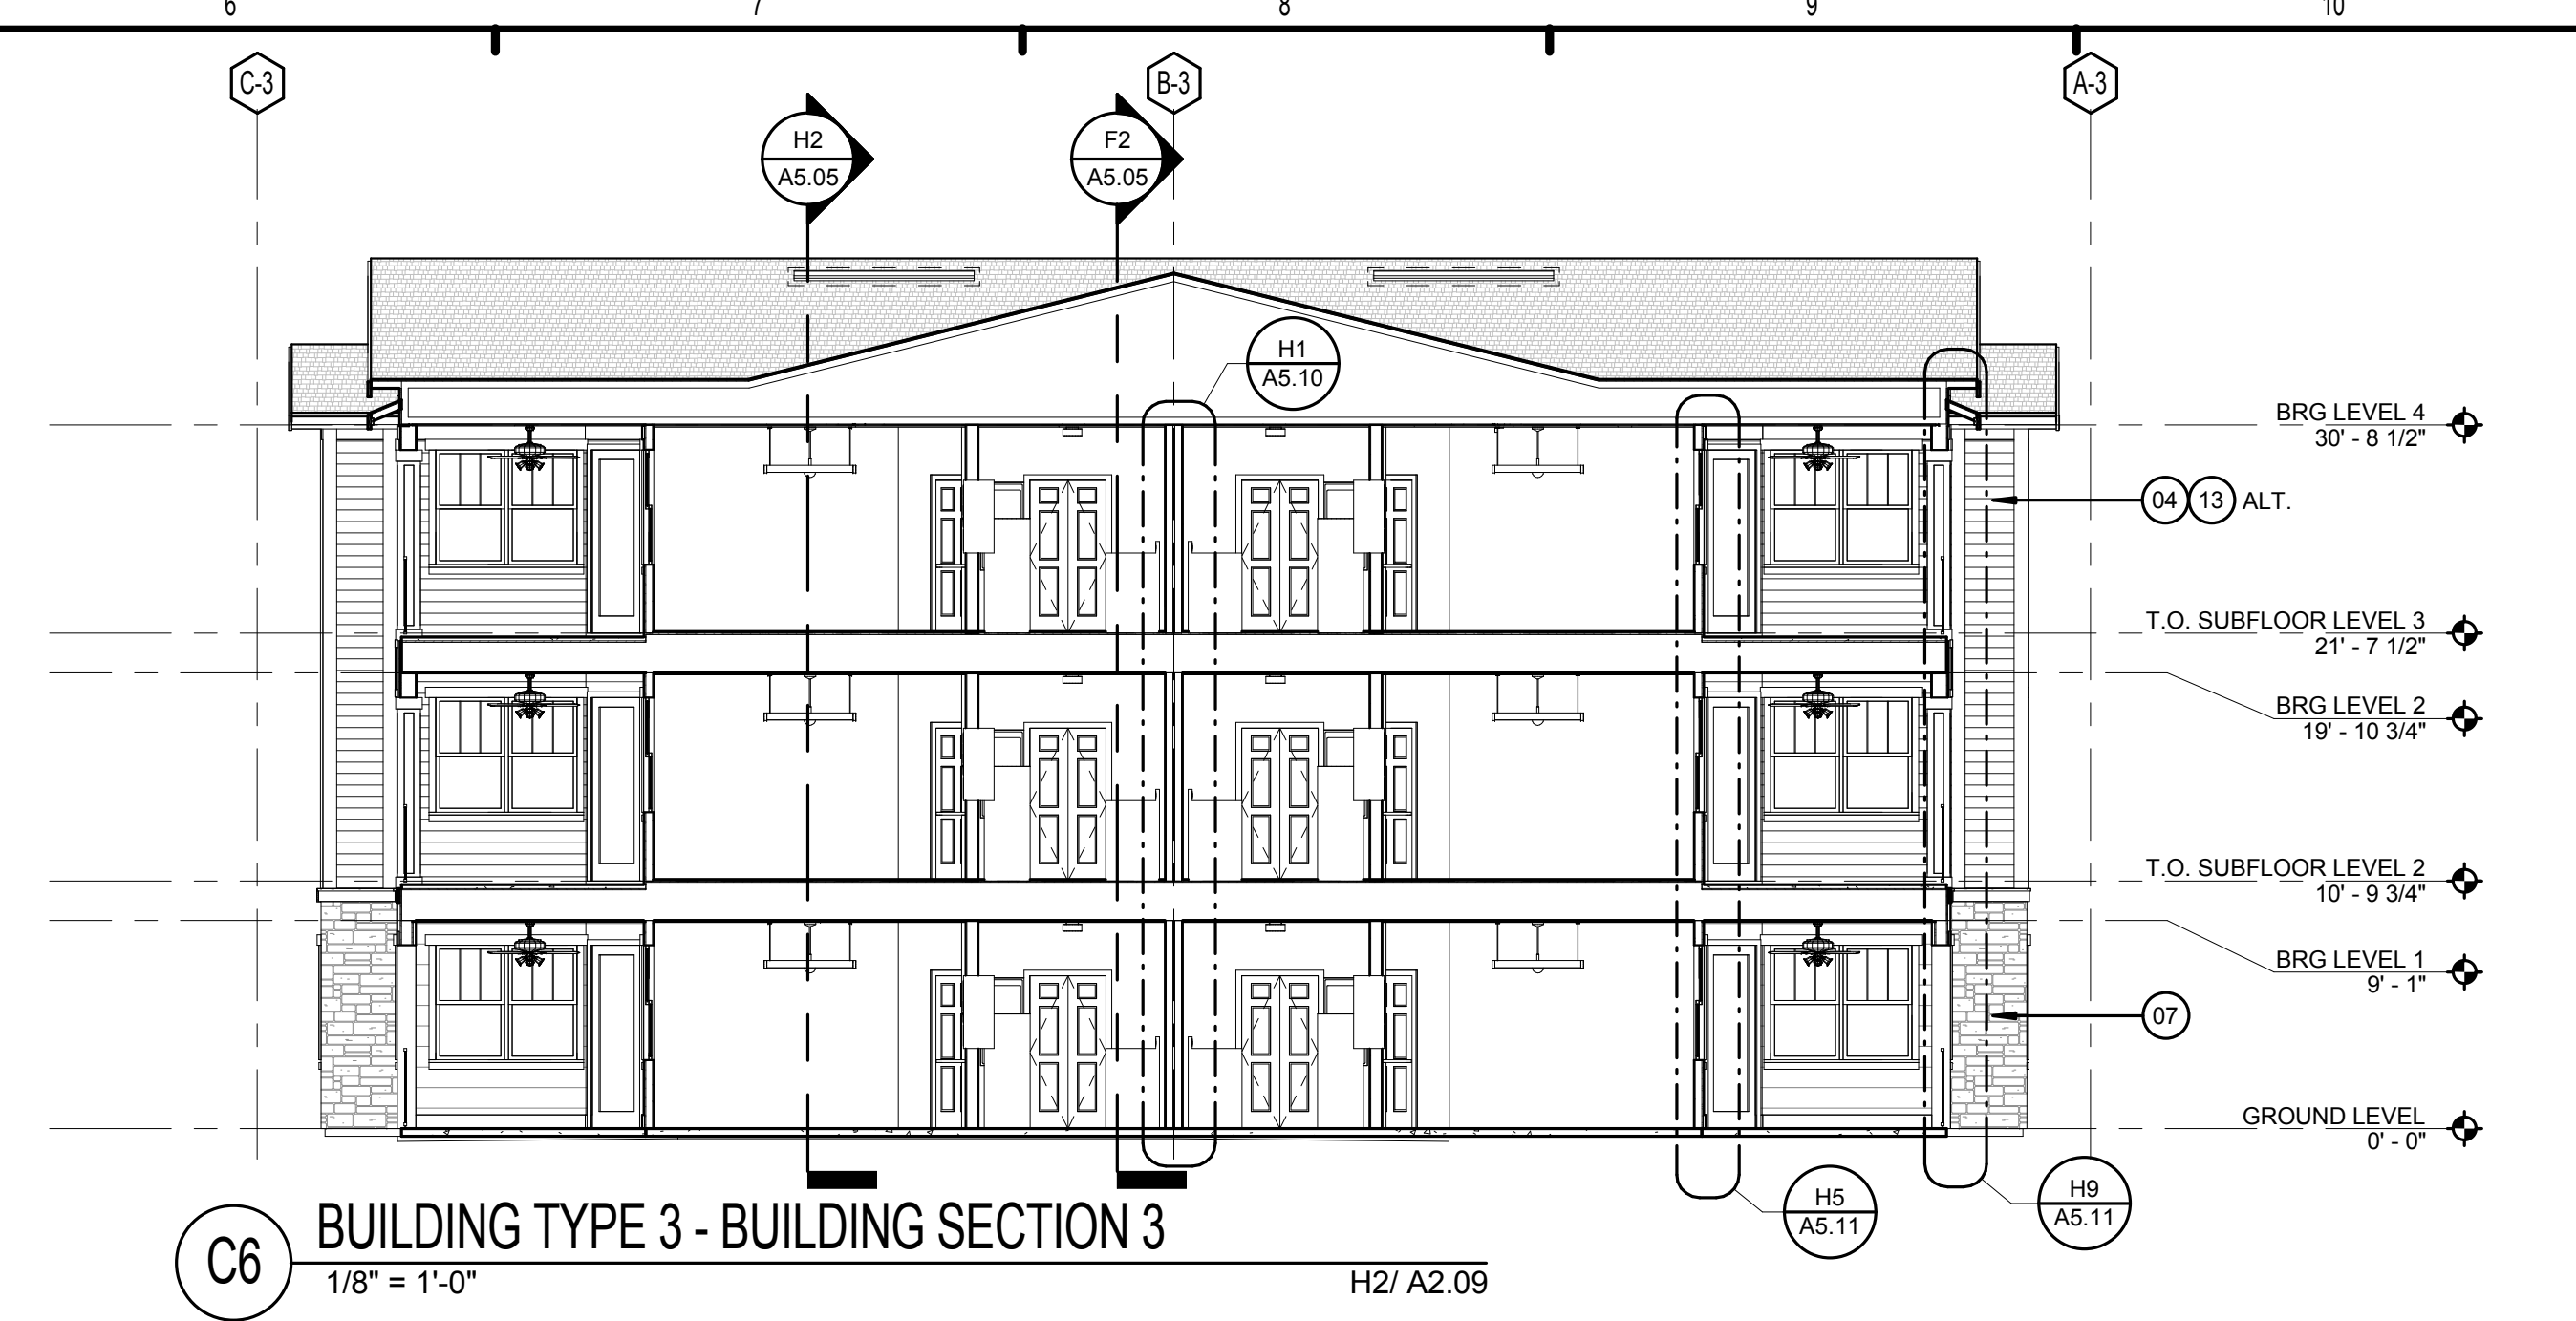 6 7 8 9 10
C-3 B-3 A-3
H2
A5.05
F2
A5.05
H1
A5.10
BRG LEVEL 4
30' - 8 1/2"
04 13 ALT.
T.O. SUBFLOOR LEVEL 3
21' - 7 1/2"
BRG LEVEL 2
19' - 10 3/4"
T.O. SUBFLOOR LEVEL 2
10' - 9 3/4"
BRG LEVEL 1
9' - 1"
07
GROUND LEVEL
0' - 0"
H5
A5.11
H9
A5.11
C6
BUILDING TYPE 3 - BUILDING SECTION 3
1/8" = 1'-0"
H2/ A2.09